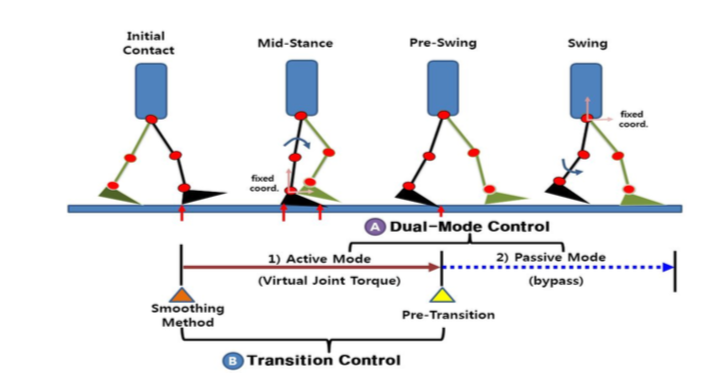 Initial
Contact
Mid-Stance
Pre-Swing
Swing
fixed
coord.
fixed
coord.
A Dual-Mode Control
1) Active Mode
(Virtual Joint Torque)
2) Passive Mode
(bypass)
Smoothing
Method
Pre-Transition
B Transition Control